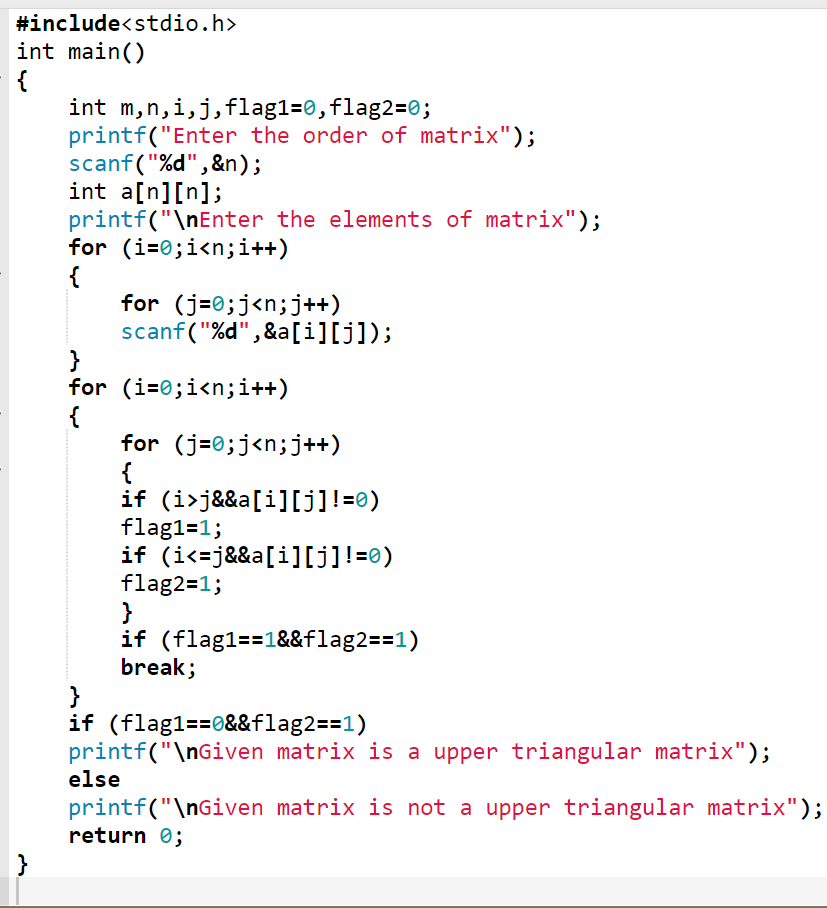 #include<stdio.h>
int main()
{
    int m,n,i,j,flag1=0,flag2=0;
    printf("Enter the order of matrix");
    scanf("%d",&n);
    int a[n][n];
    printf("\nEnter the elements of matrix");
    for (i=0;i<n;i++)
    {
        for (j=0;j<n;j++)
        scanf("%d",&a[i][j]);
    }
    for (i=0;i<n;i++)
    {
        for (j=0;j<n;j++)
        {
        if (i>j&&a[i][j]!=0)
        flag1=1;
        if (i<=j&&a[i][j]!=0)
        flag2=1;
        }
        if (flag1==1&&flag2==1)
        break;
    }
    if (flag1==0&&flag2==1)
    printf("\nGiven matrix is a upper triangular matrix");
    else
    printf("\nGiven matrix is not a upper triangular matrix");
    return 0;
}